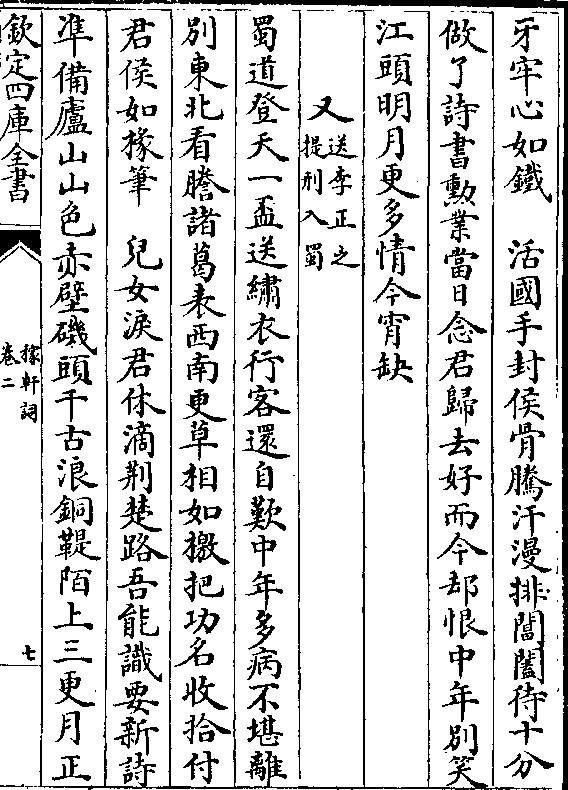 牙牢心如鐵　活國手封侯骨騰汗漫排閶闔待十分
做了詩書勲業當日念君歸去好而今却恨中年別笑
江頭明月更多情今宵缺
又送李正之提刑入蜀
蜀道登天一盃送繡衣行客還自歎中年多病不堪離
別東北看謄諸葛表西南更草相如檄把功名收拾付
君侯如椽筆　兒女淚君休滴荆楚路吾能識要新詩
凖備廬山山色赤壁磯頭千古浪銅鞮陌上三更月正
欽定四庫全書
稼軒詞
卷二
七